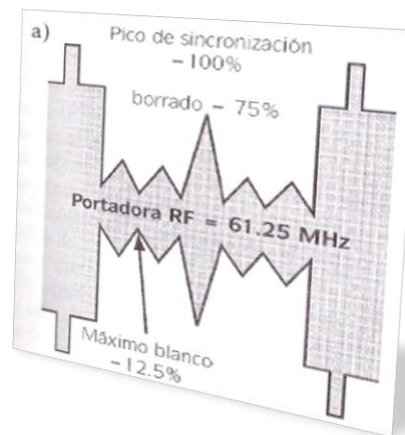 a)
Pico de sincronización
– 100%
borrado – 75%
Portadora RF = 61.25 MHz
Máximo blanco
–12.5%